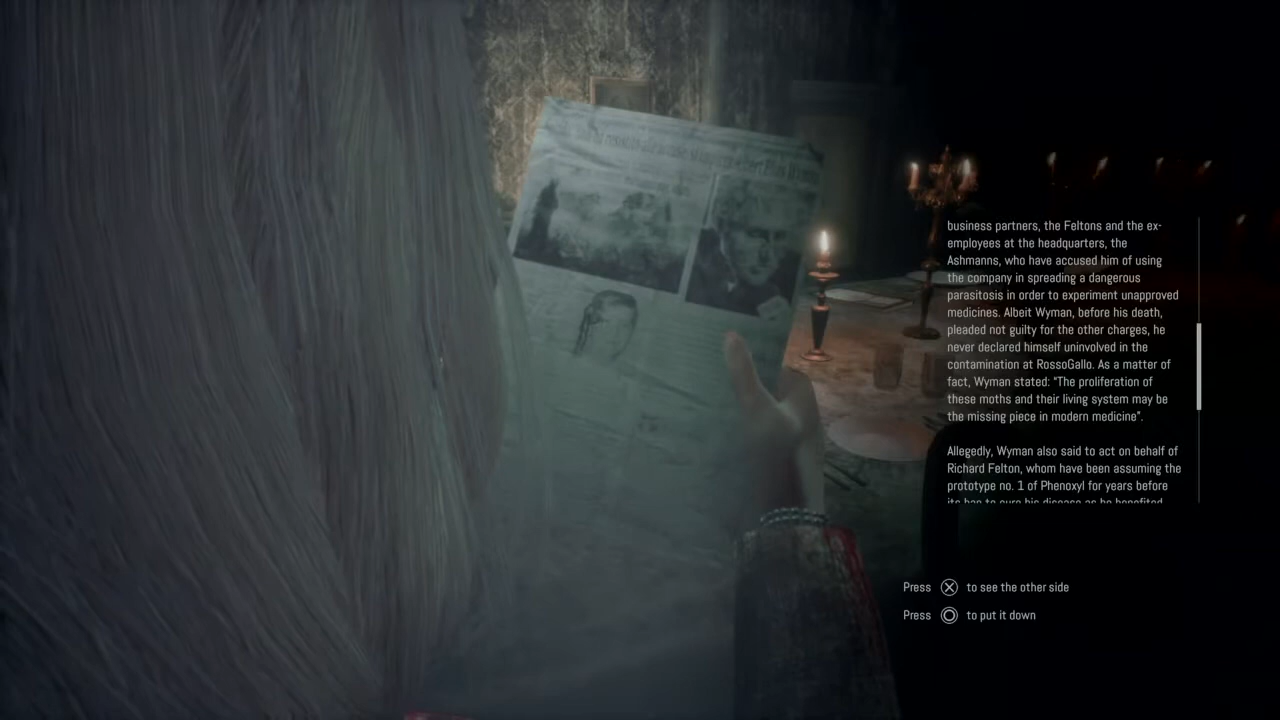 business partners, the Feltons and the ex-
employees at the headquarters, the
Ashmanns, who have accused him of using
the company in spreading a dangerous
parasitosis in order to experiment unapproved
medicines. Albeit Wyman, before his death,
pleaded not guilty for the other charges, he
never declared himself uninvolved in the
contamination at RossoGallo. As a matter of
fact, Wyman stated: "The proliferation of
these moths and their living system may be
the missing piece in modern medicine".
Allegedly, Wyman also said to act on behalf of
Richard Felton, whom have been assuming the
prototype no. 1 of Phenoxyl for years before
Press to see the other side
Press to put it down